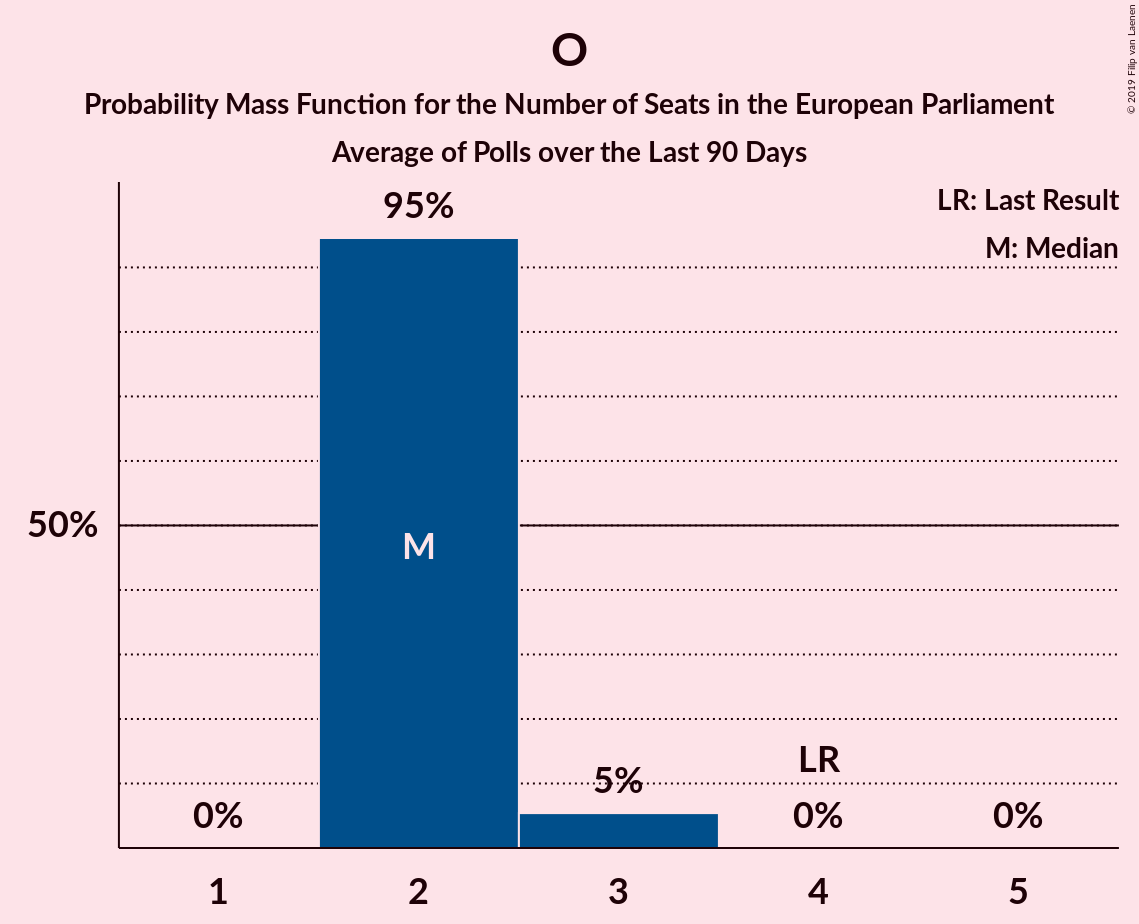 O
Probability Mass Function for the Number of Seats in the European Parliament
Average of Polls over the Last 90 Days
© 2019 Filip van Laenen
LR: Last Result
M: Median
95%
50%
M
LR
5%
0%
0%
0%
1
2
3
4
5